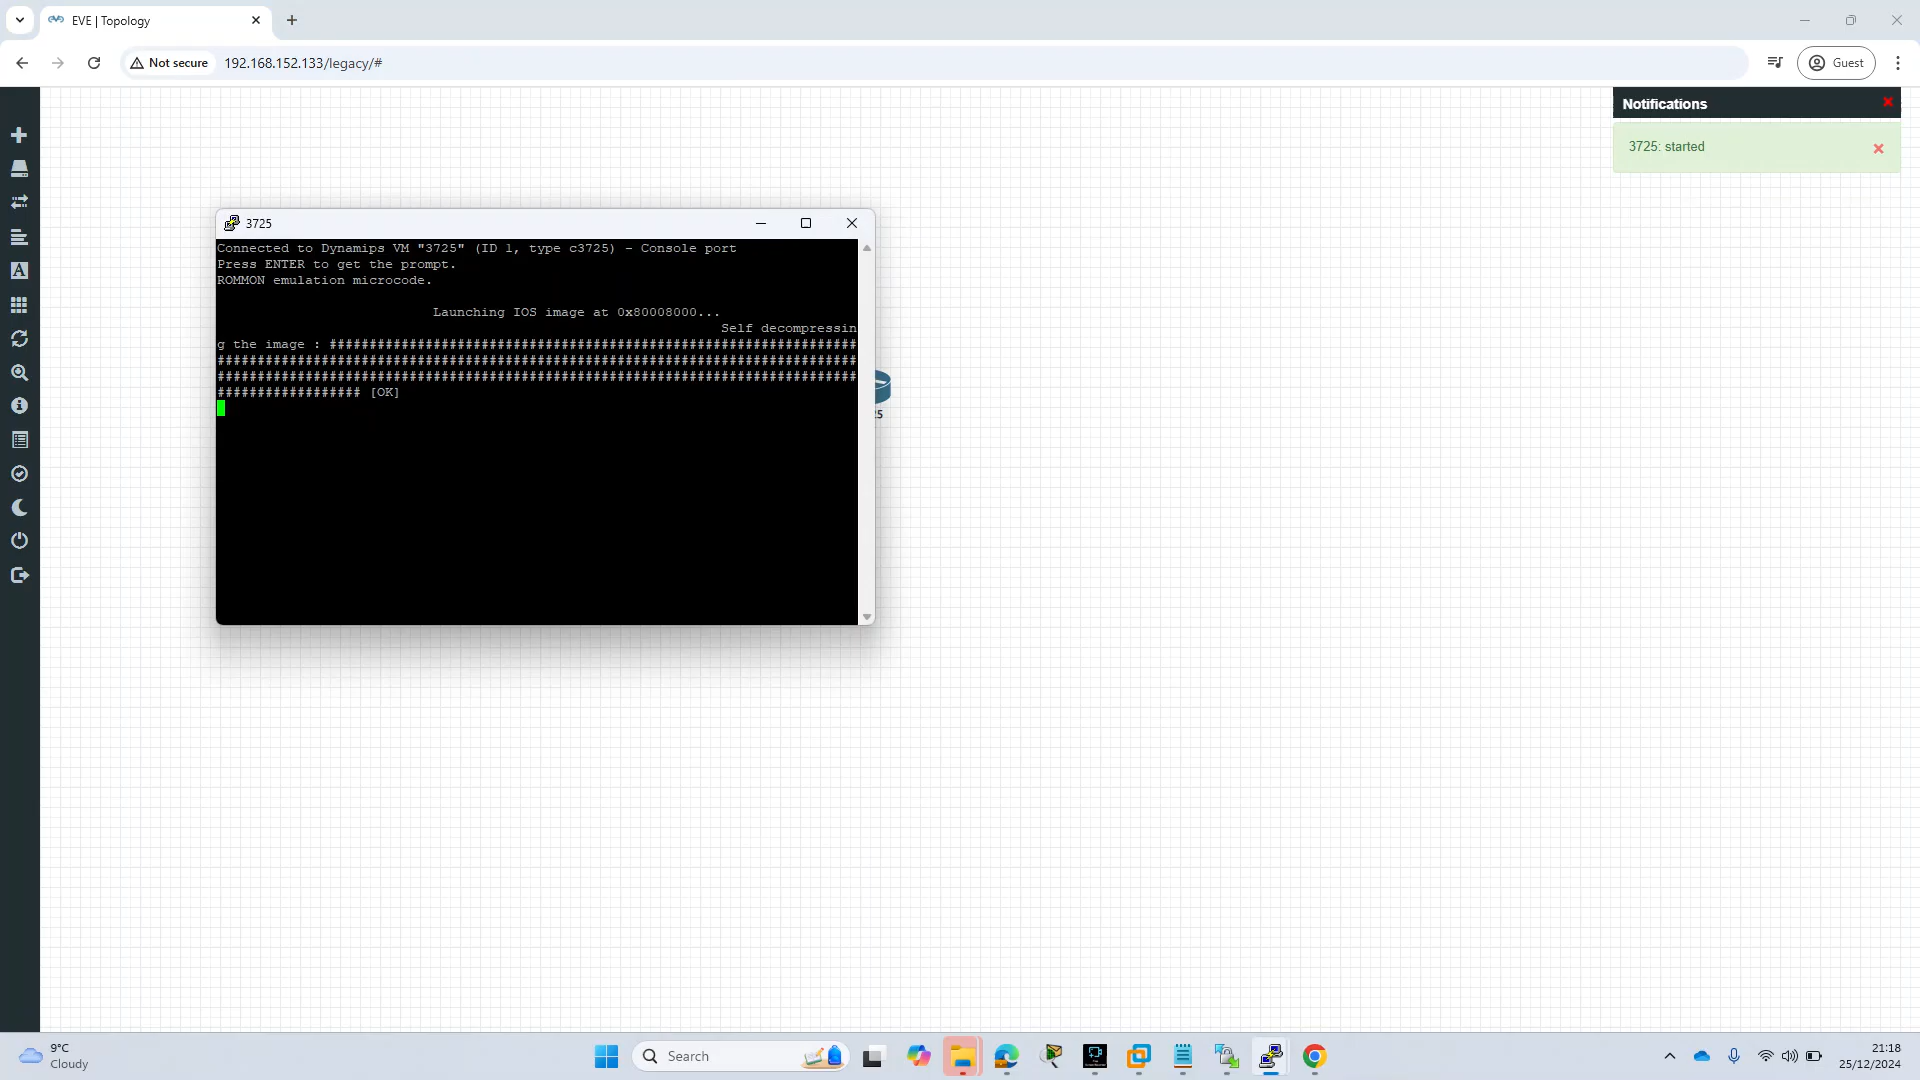 EVE | Topology
Not secure
192.168.152.133/legacy/#
Guest
Notifications
3725: started
3725
Connected to Dynamips VM "3725" (ID 1, type c3725) - Console port
Press ENTER to get the prompt.
ROMMON emulation microcode.
Launching IOS image at 0x80008000...
Self decompressin
g the image : ##################################################################
################################################################################
################################################################################
################## [OK]
25
9°C
Cloudy
Search
21:18
25/12/2024